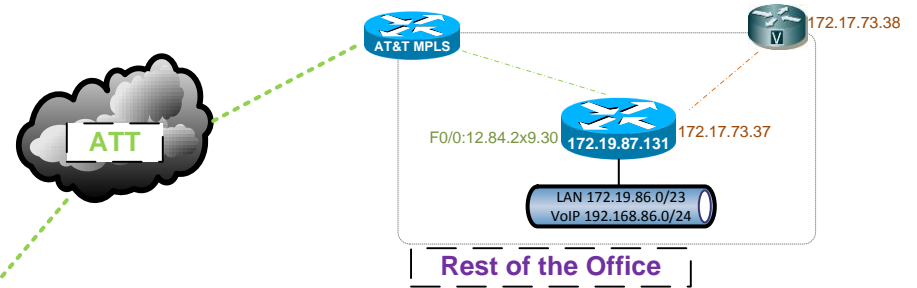 172.17.73.38
V
AT&T MPLS
ATT
F0/0:12.84.2x9.30
172.17.73.37
172.19.87.131
LAN 172.19.86.0/23
VoIP 192.168.86.0/24
Rest of the Office